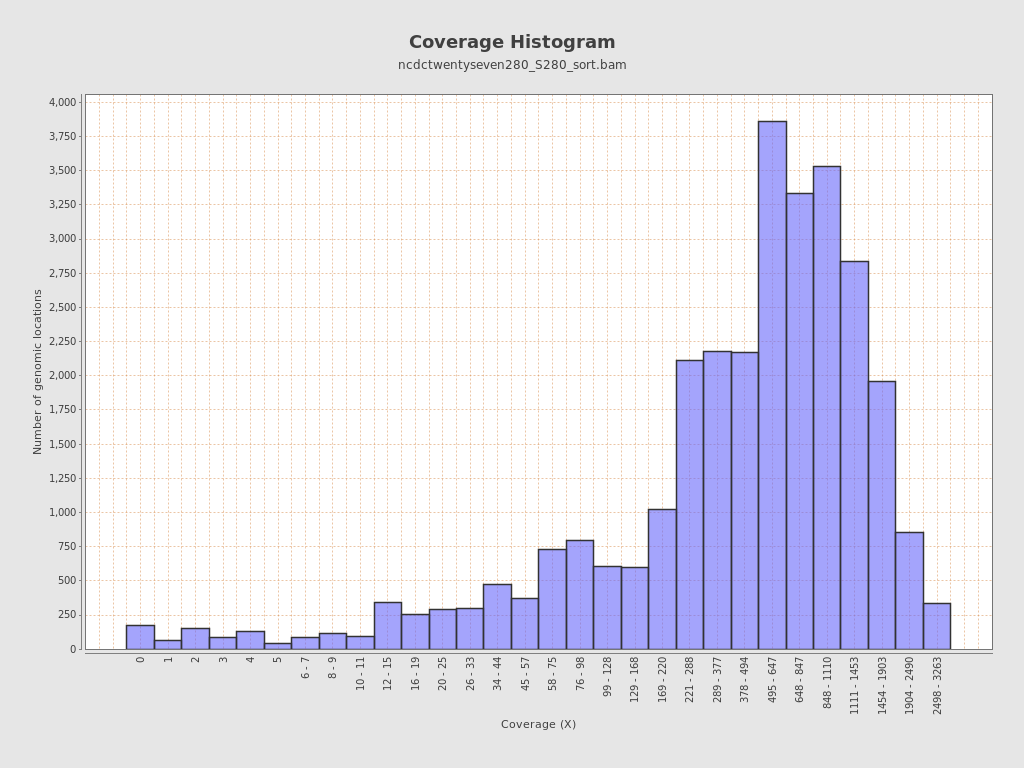 Coverage Histogram
ncdctwentyseven280_S280_sort.bam
4,000
3,750
3,500
3,250
3,000
2,750
2,500
2,250
2,000
1,750
1,500
1,250
1,000
750
500
250
0
Number of genomic locations
0
1
2
3
4
5
6 - 7
8 - 9
10 - 11
12 - 15
16 - 19
20 - 25
26 - 33
34 - 44
45 - 57
58 - 75
76 - 98
99 - 128
129 - 168
169 - 220
221 - 288
289 - 377
378 - 494
495 - 647
648 - 847
848 - 1110
1111 - 1453
1454 - 1903
1904 - 2490
2498 - 3263
Coverage (X)